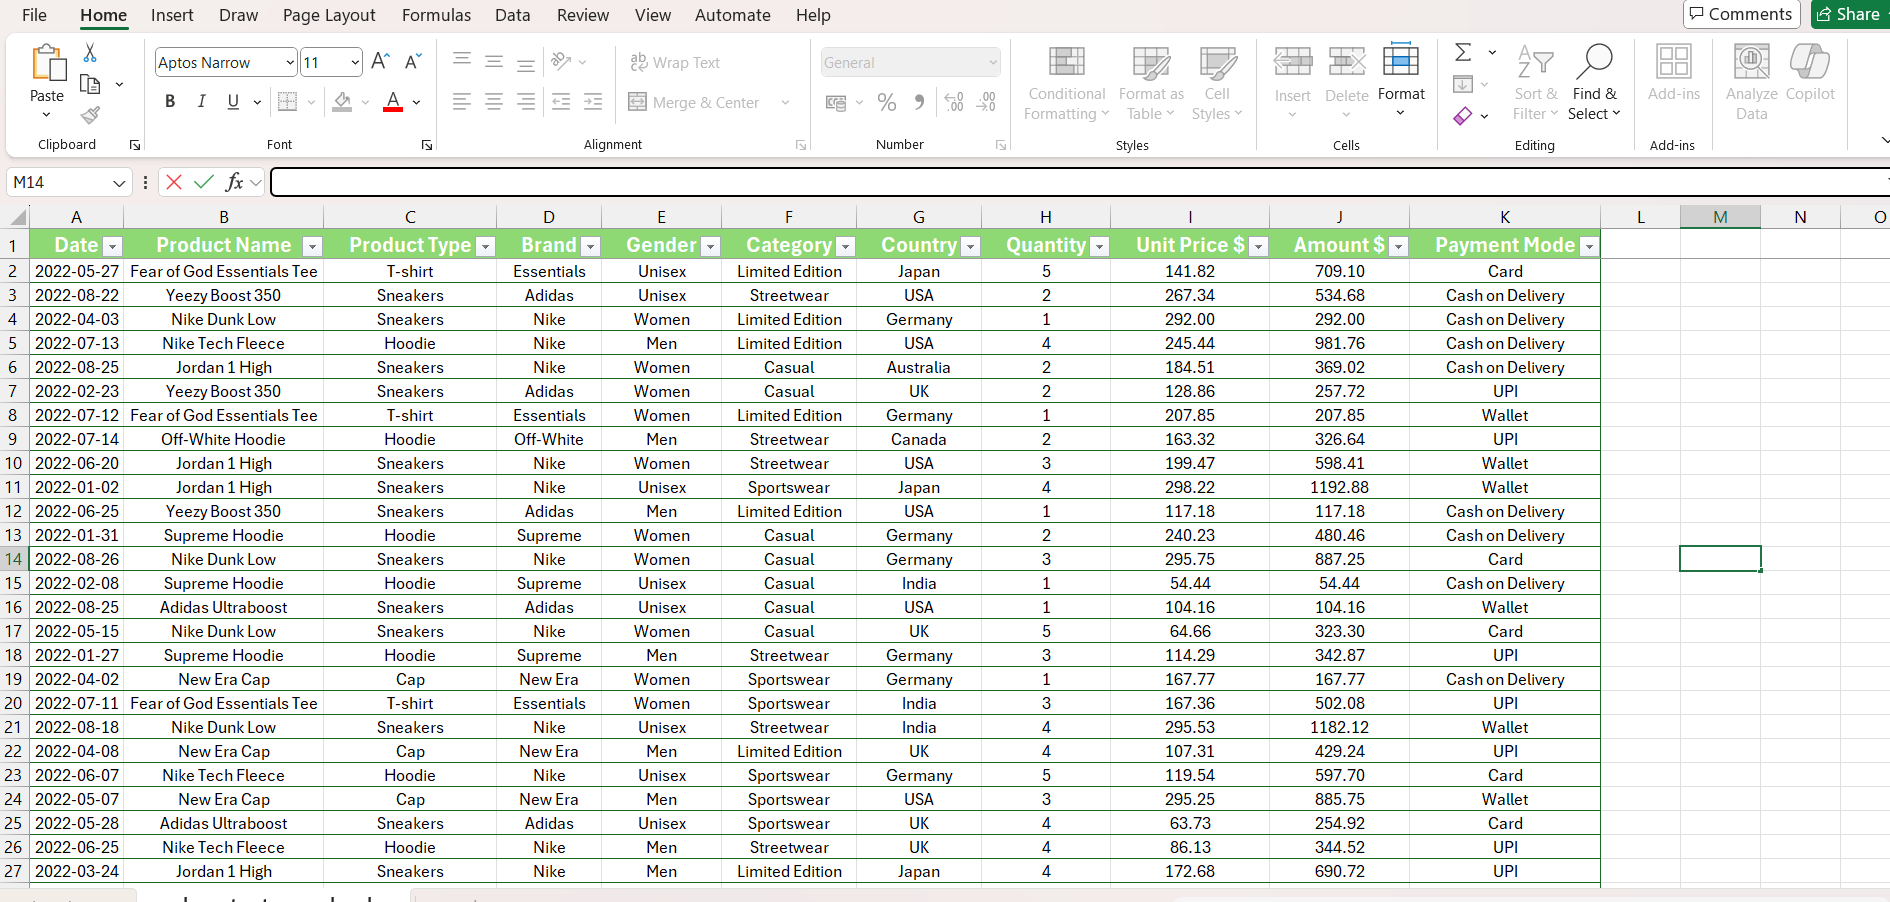 File Home Insert Draw Page Layout Formulas Data Review View Automate Help Comments Share
Aptos Narrow 11 A^ Aˇ ab Wrap Text General Σ
Paste B I U A Merge & Center % Conditional Formatting Format as Table Cell Styles Insert Delete Format Sort & Filter Find & Select Add-ins Analyze Data Copilot
Clipboard Font Alignment Number Styles Cells Editing Add-ins
M14 fx
A B C D E F G H I J K L M N O
1 Date Product Name Product Type Brand Gender Category Country Quantity Unit Price $ Amount $ Payment Mode
2 2022-05-27 Fear of God Essentials Tee T-shirt Essentials Unisex Limited Edition Japan 5 141.82 709.10 Card
3 2022-08-22 Yeezy Boost 350 Sneakers Adidas Unisex Streetwear USA 2 267.34 534.68 Cash on Delivery
4 2022-04-03 Nike Dunk Low Sneakers Nike Women Limited Edition Germany 1 292.00 292.00 Cash on Delivery
5 2022-07-13 Nike Tech Fleece Hoodie Nike Men Limited Edition USA 4 245.44 981.76 Cash on Delivery
6 2022-08-25 Jordan 1 High Sneakers Nike Women Casual Australia 2 184.51 369.02 Cash on Delivery
7 2022-02-23 Yeezy Boost 350 Sneakers Adidas Women Casual UK 2 128.86 257.72 UPI
8 2022-07-12 Fear of God Essentials Tee T-shirt Essentials Women Limited Edition Germany 1 207.85 207.85 Wallet
9 2022-07-14 Off-White Hoodie Hoodie Off-White Men Streetwear Canada 2 163.32 326.64 UPI
10 2022-06-20 Jordan 1 High Sneakers Nike Women Streetwear USA 3 199.47 598.41 Wallet
11 2022-01-02 Jordan 1 High Sneakers Nike Unisex Sportswear Japan 4 298.22 1192.88 Wallet
12 2022-06-25 Yeezy Boost 350 Sneakers Adidas Men Limited Edition USA 1 117.18 117.18 Cash on Delivery
13 2022-01-31 Supreme Hoodie Hoodie Supreme Women Casual Germany 2 240.23 480.46 Cash on Delivery
14 2022-08-26 Nike Dunk Low Sneakers Nike Women Casual Germany 3 295.75 887.25 Card
15 2022-02-08 Supreme Hoodie Hoodie Supreme Unisex Casual India 1 54.44 54.44 Cash on Delivery
16 2022-08-25 Adidas Ultraboost Sneakers Adidas Unisex Casual USA 1 104.16 104.16 Wallet
17 2022-05-15 Nike Dunk Low Sneakers Nike Women Casual UK 5 64.66 323.30 Card
18 2022-01-27 Supreme Hoodie Hoodie Supreme Men Streetwear Germany 3 114.29 342.87 UPI
19 2022-04-02 New Era Cap Cap New Era Women Sportswear Germany 1 167.77 167.77 Cash on Delivery
20 2022-07-11 Fear of God Essentials Tee T-shirt Essentials Women Sportswear India 3 167.36 502.08 UPI
21 2022-08-18 Nike Dunk Low Sneakers Nike Unisex Streetwear India 4 295.53 1182.12 Wallet
22 2022-04-08 New Era Cap Cap New Era Men Limited Edition UK 4 107.31 429.24 UPI
23 2022-06-07 Nike Tech Fleece Hoodie Nike Unisex Sportswear Germany 5 119.54 597.70 Card
24 2022-05-07 New Era Cap Cap New Era Men Sportswear USA 3 295.25 885.75 Wallet
25 2022-05-28 Adidas Ultraboost Sneakers Adidas Unisex Sportswear UK 4 63.73 254.92 Card
26 2022-06-25 Nike Tech Fleece Hoodie Nike Men Streetwear UK 4 86.13 344.52 UPI
27 2022-03-24 Jordan 1 High Sneakers Nike Men Limited Edition Japan 4 172.68 690.72 UPI